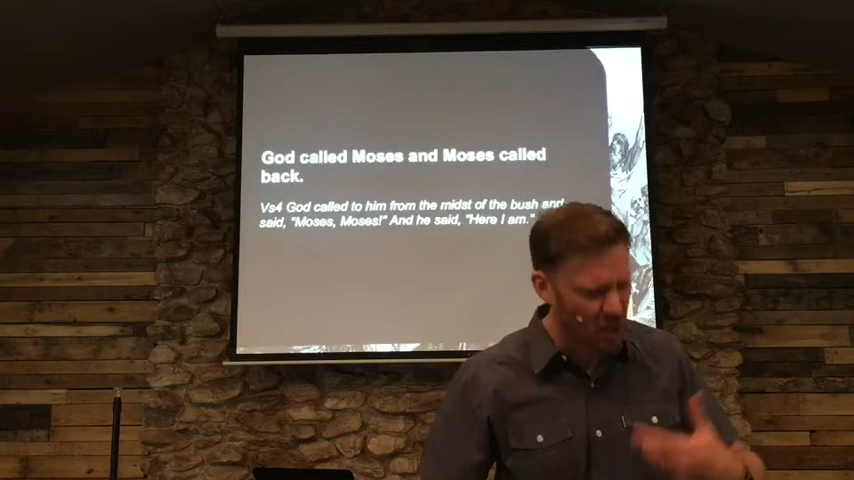 God called Moses and Moses called
back.
Vs4 God called to him from the midst of the bush and
said, "Moses, Moses!" And he said, "Here I am."